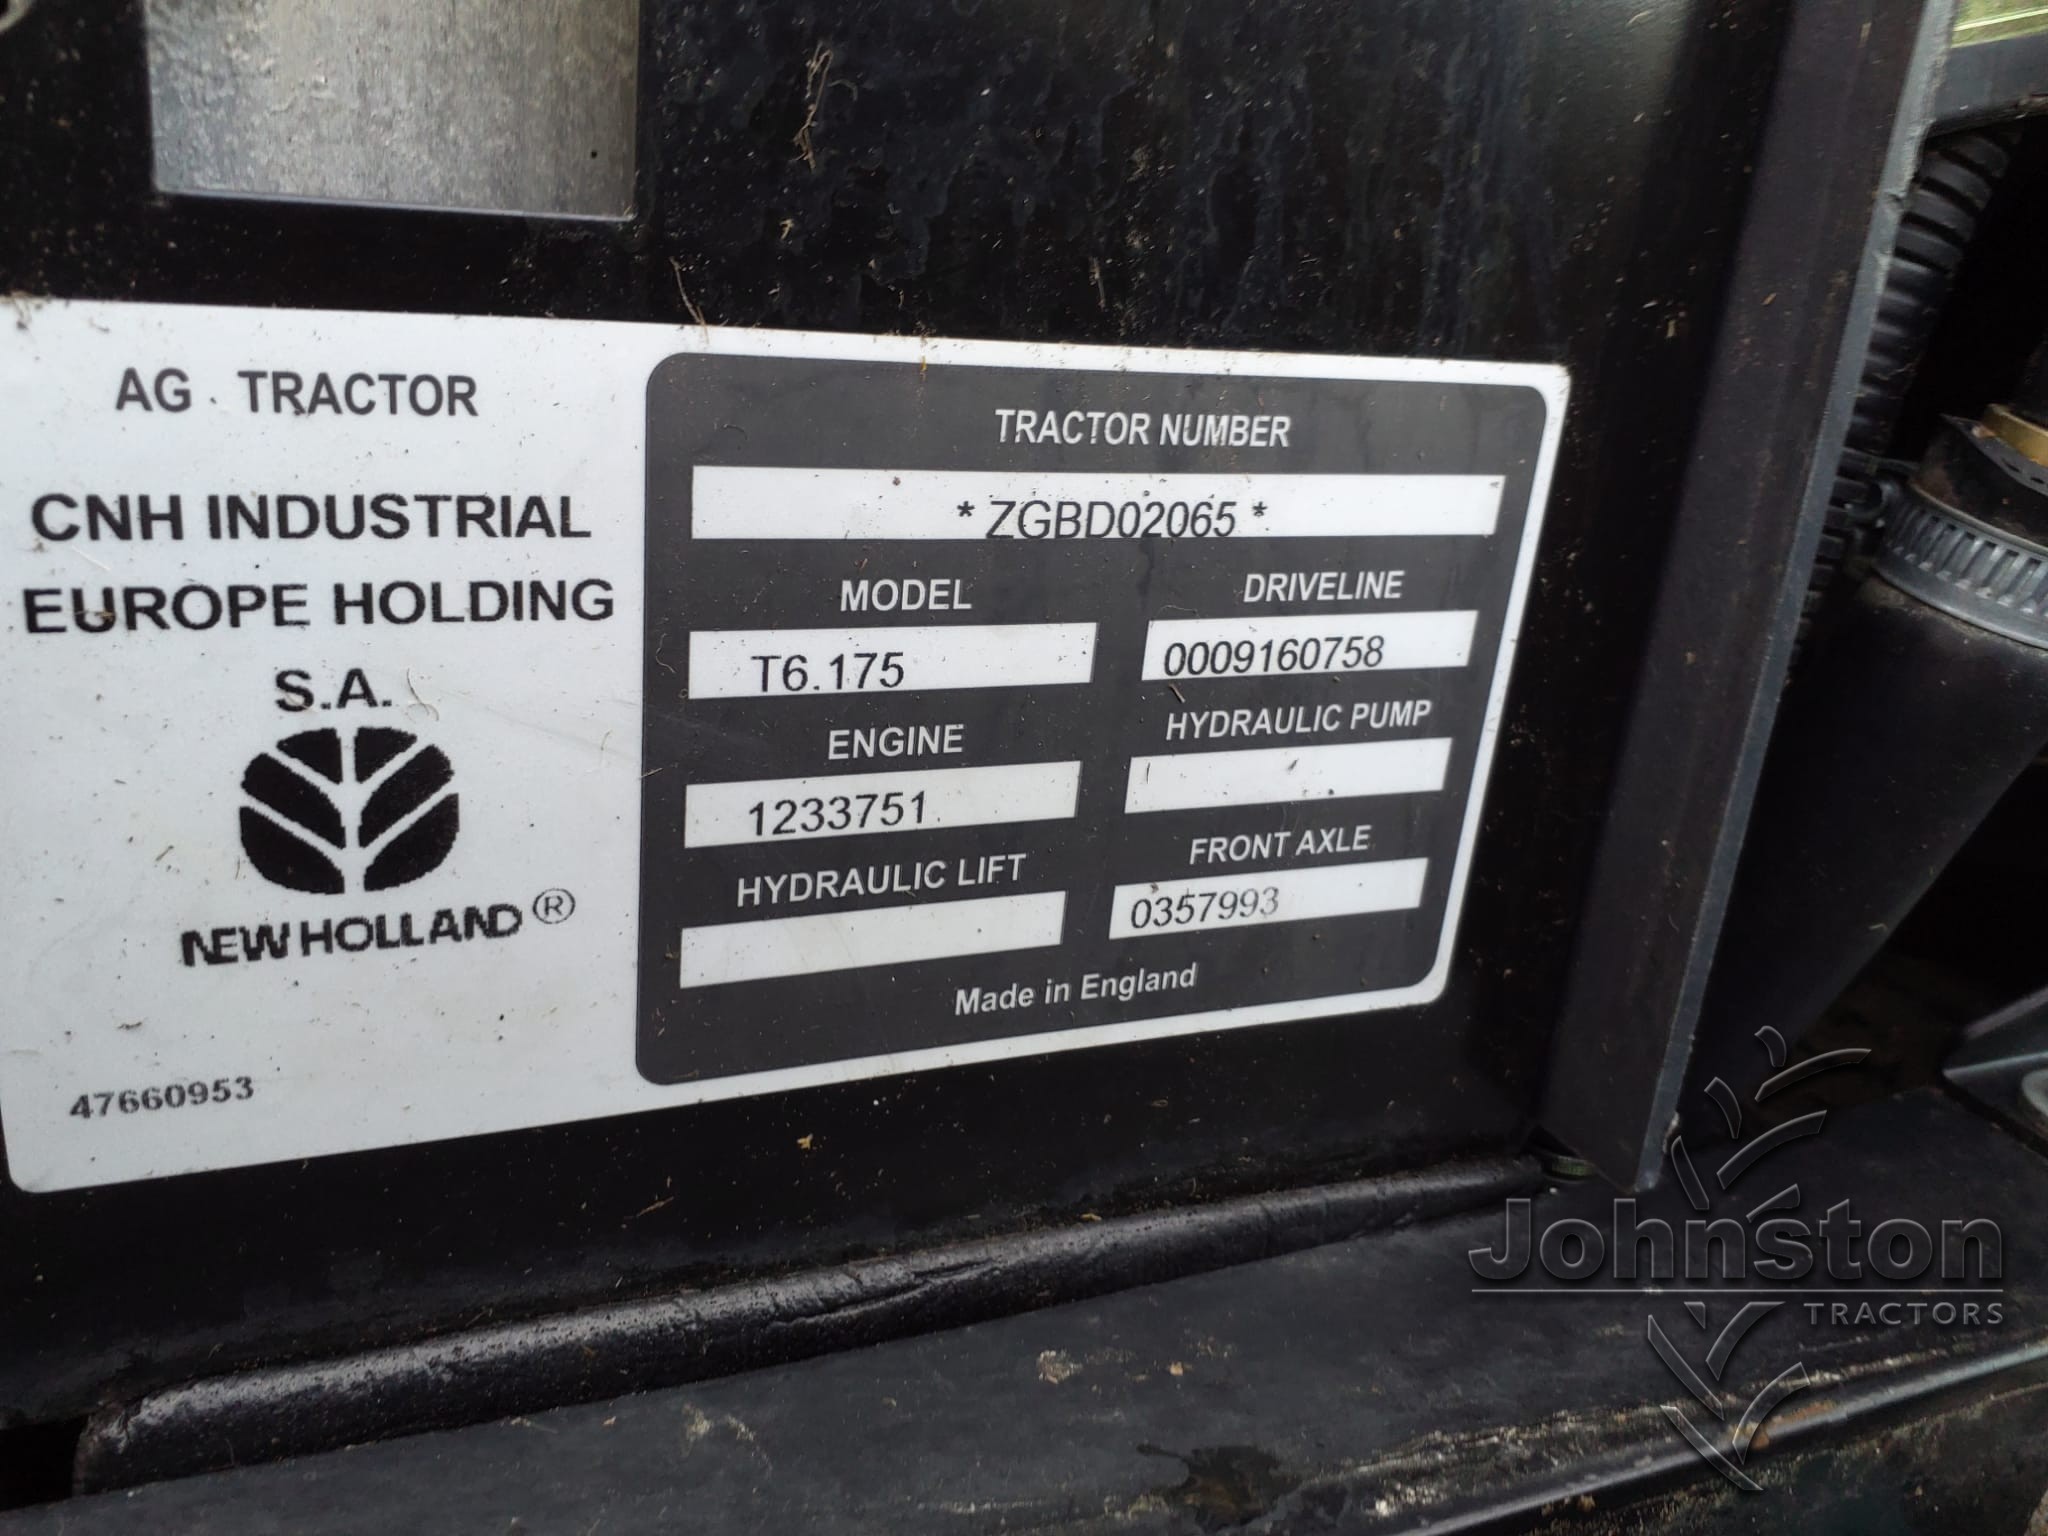 AG. TRACTOR
CNH INDUSTRIAL
EUROPE HOLDING
S.A.
NEW HOLLAND ®
47660953
TRACTOR NUMBER
* ZGBD02065 *
MODEL
T6.175
DRIVELINE
0009160758
ENGINE
1233751
HYDRAULIC PUMP
HYDRAULIC LIFT
FRONT AXLE
0357993
Made in England
Johnston
TRACTORS